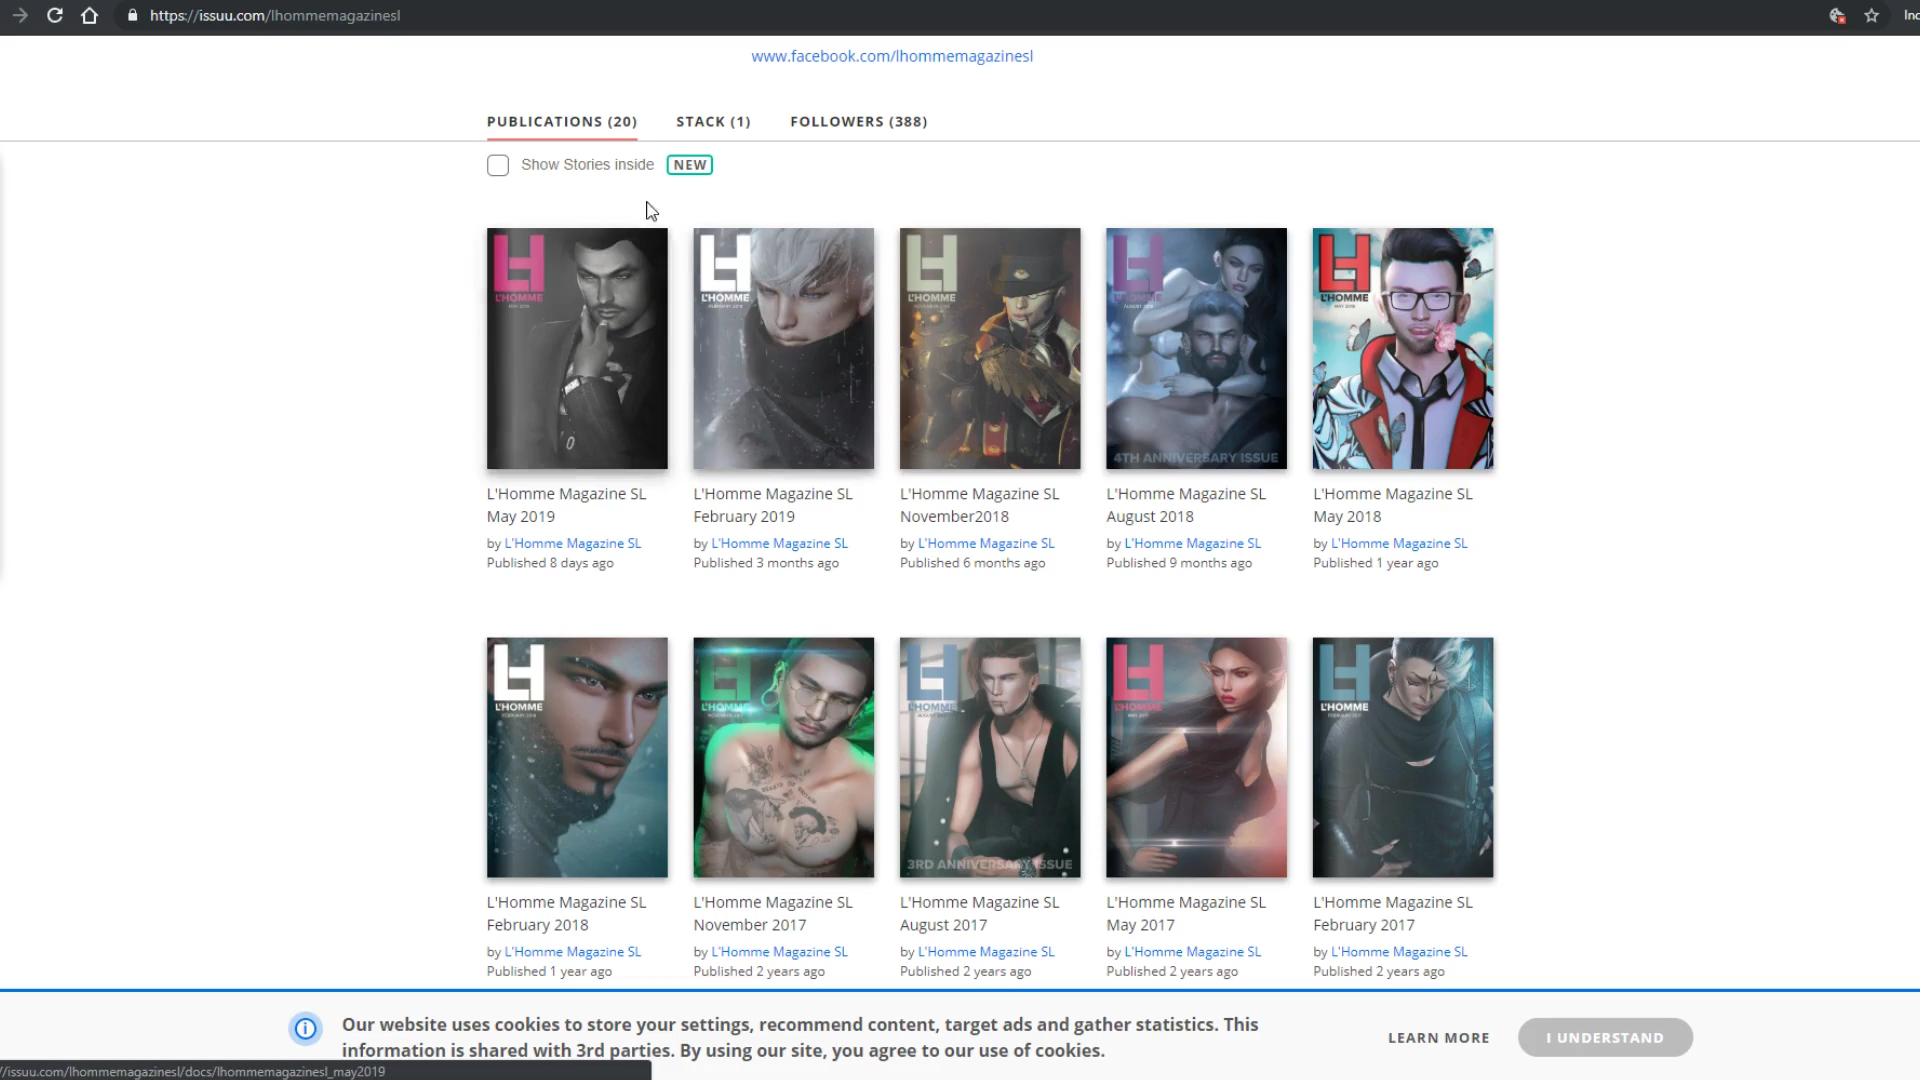 https://issuu.com/lhommemagazinesl
www.facebook.com/lhommemagazinesl
PUBLICATIONS (20) STACK (1) FOLLOWERS (388)
Show Stories inside NEW
L'HOMME
L'HOMME
L'HOMME
L'HOMME
4TH ANNIVERSARY ISSUE
L'HOMME
L'Homme Magazine SL
May 2019
by L'Homme Magazine SL
Published 8 days ago
L'Homme Magazine SL
February 2019
by L'Homme Magazine SL
Published 3 months ago
L'Homme Magazine SL
November2018
by L'Homme Magazine SL
Published 6 months ago
L'Homme Magazine SL
August 2018
by L'Homme Magazine SL
Published 9 months ago
L'Homme Magazine SL
May 2018
by L'Homme Magazine SL
Published 1 year ago
L'HOMME
L'HOMME
L'HOMME
3RD ANNIVERSARY ISSUE
L'HOMME
L'HOMME
L'Homme Magazine SL
February 2018
by L'Homme Magazine SL
Published 1 year ago
L'Homme Magazine SL
November 2017
by L'Homme Magazine SL
Published 2 years ago
L'Homme Magazine SL
August 2017
by L'Homme Magazine SL
Published 2 years ago
L'Homme Magazine SL
May 2017
by L'Homme Magazine SL
Published 2 years ago
L'Homme Magazine SL
February 2017
by L'Homme Magazine SL
Published 2 years ago
Our website uses cookies to store your settings, recommend content, target ads and gather statistics. This
information is shared with 3rd parties. By using our site, you agree to our use of cookies.
LEARN MORE I UNDERSTAND
//issuu.com/lhommemagazinesl/docs/lhommemagazinesl_may2019